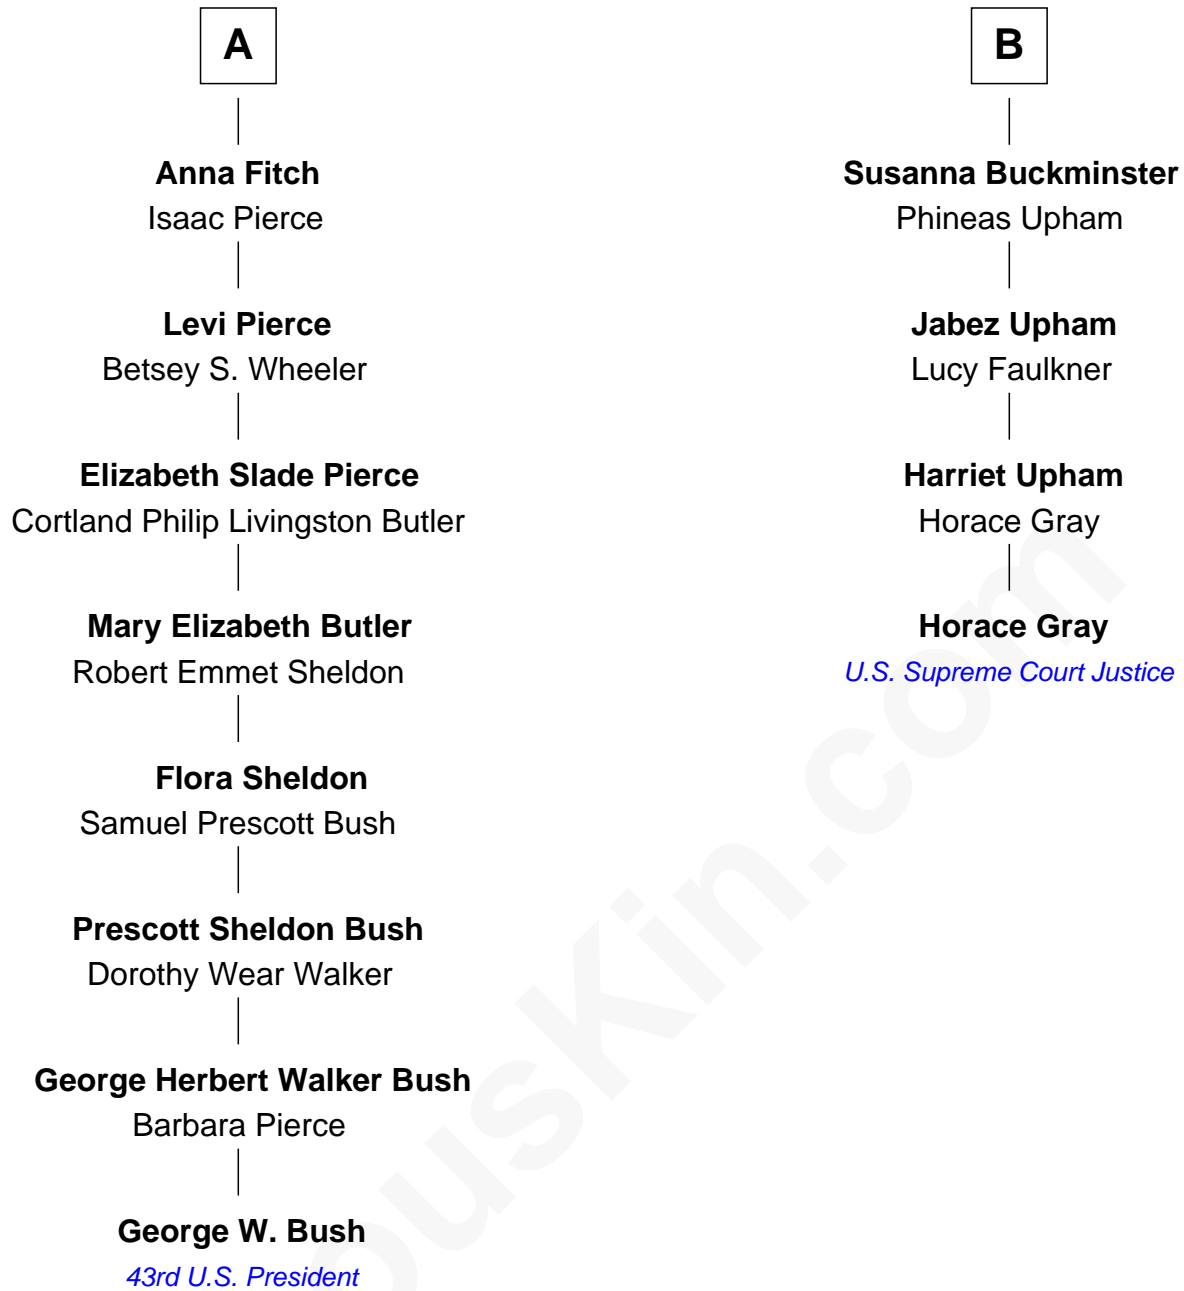 A
Anna Fitch
Isaac Pierce
Levi Pierce
Betsey S. Wheeler
Elizabeth Slade Pierce
Cortland Philip Livingston Butler
Mary Elizabeth Butler
Robert Emmet Sheldon
Flora Sheldon
Samuel Prescott Bush
Prescott Sheldon Bush
Dorothy Wear Walker
George Herbert Walker Bush
Barbara Pierce
George W. Bush
43rd U.S. President
B
Susanna Buckminster
Phineas Upham
Jabez Upham
Lucy Faulkner
Harriet Upham
Horace Gray
Horace Gray
U.S. Supreme Court Justice
ousKin.com